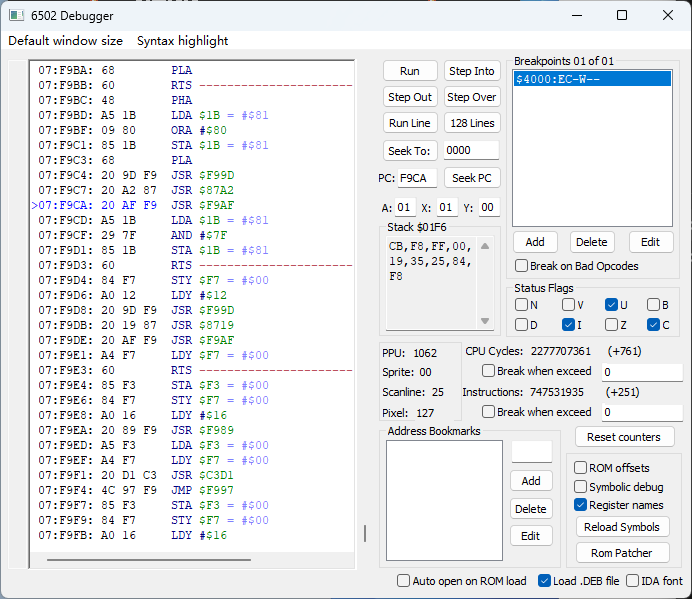 6502 Debugger
Default window size Syntax highlight
07:F9BA: 68 PLA
07:F9BB: 60 RTS ---------------------
07:F9BC: 48 PHA
07:F9BD: A5 1B LDA $1B = #$81
07:F9BF: 09 80 ORA #$80
07:F9C1: 85 1B STA $1B = #$81
07:F9C3: 68 PLA
07:F9C4: 20 9D F9 JSR $F99D
07:F9C7: 20 A2 87 JSR $87A2
>07:F9CA: 20 AF F9 JSR $F9AF
07:F9CD: A5 1B LDA $1B = #$81
07:F9CF: 29 7F AND #$7F
07:F9D1: 85 1B STA $1B = #$81
07:F9D3: 60 RTS ---------------------
07:F9D4: 84 F7 STY $F7 = #$00
07:F9D6: A0 12 LDY #$12
07:F9D8: 20 9D F9 JSR $F99D
07:F9DB: 20 19 87 JSR $8719
07:F9DE: 20 AF F9 JSR $F9AF
07:F9E1: A4 F7 LDY $F7 = #$00
07:F9E3: 60 RTS ---------------------
07:F9E4: 85 F3 STA $F3 = #$00
07:F9E6: 84 F7 STY $F7 = #$00
07:F9E8: A0 16 LDY #$16
07:F9EA: 20 89 F9 JSR $F989
07:F9ED: A5 F3 LDA $F3 = #$00
07:F9EF: A4 F7 LDY $F7 = #$00
07:F9F1: 20 D1 C3 JSR $C3D1
07:F9F4: 4C 97 F9 JMP $F997
07:F9F7: 85 F3 STA $F3 = #$00
07:F9F9: 84 F7 STY $F7 = #$00
07:F9FB: A0 16 LDY #$16
Run Step Into
Step Out Step Over
Run Line 128 Lines
Seek To: 0000
PC: F9CA Seek PC
A: 01 X: 01 Y: 00
Stack $01F6
CB,F8,FF,00,
19,35,25,84,
F8
Breakpoints 01 of 01
$4000:EC-W--
Add Delete Edit
Break on Bad Opcodes
Status Flags
N V U B
D I Z C
PPU: 1062
Sprite: 00
Scanline: 25
Pixel: 127
CPU Cycles: 2277707361 (+761)
Break when exceed 0
Instructions: 747531935 (+251)
Break when exceed 0
Address Bookmarks
Add
Delete
Edit
Reset counters
ROM offsets
Symbolic debug
Register names
Reload Symbols
Rom Patcher
Auto open on ROM load Load .DEB file IDA font